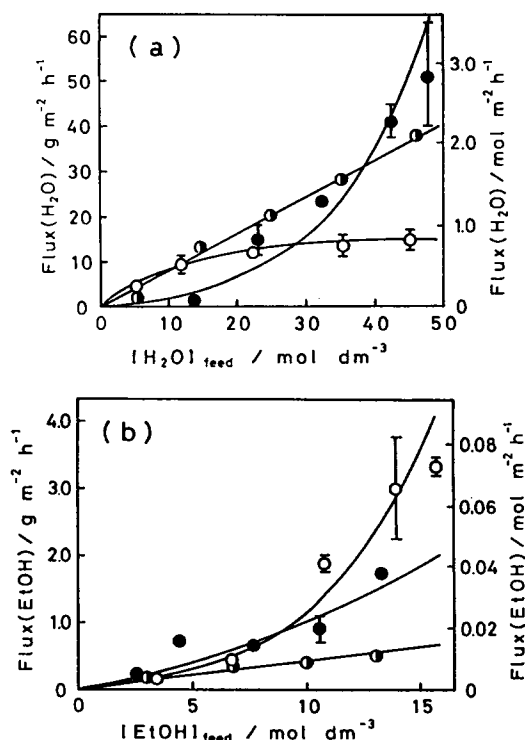 (a)
60
50
40
30
20
10
0
Flux(H₂O)/ g m⁻² h⁻¹
3.0
2.0
1.0
0
Flux(H₂O)/ mol m⁻² h⁻¹
0 10 20 30 40 50
[H₂O]feed / mol dm⁻³
(b)
4.0
3.0
2.0
1.0
0
Flux(EtOH)/ g m⁻² h⁻¹
0.08
0.06
0.04
0.02
0
Flux(EtOH)/ mol m⁻² h⁻¹
0 5 10 15
[EtOH]feed / mol dm⁻³